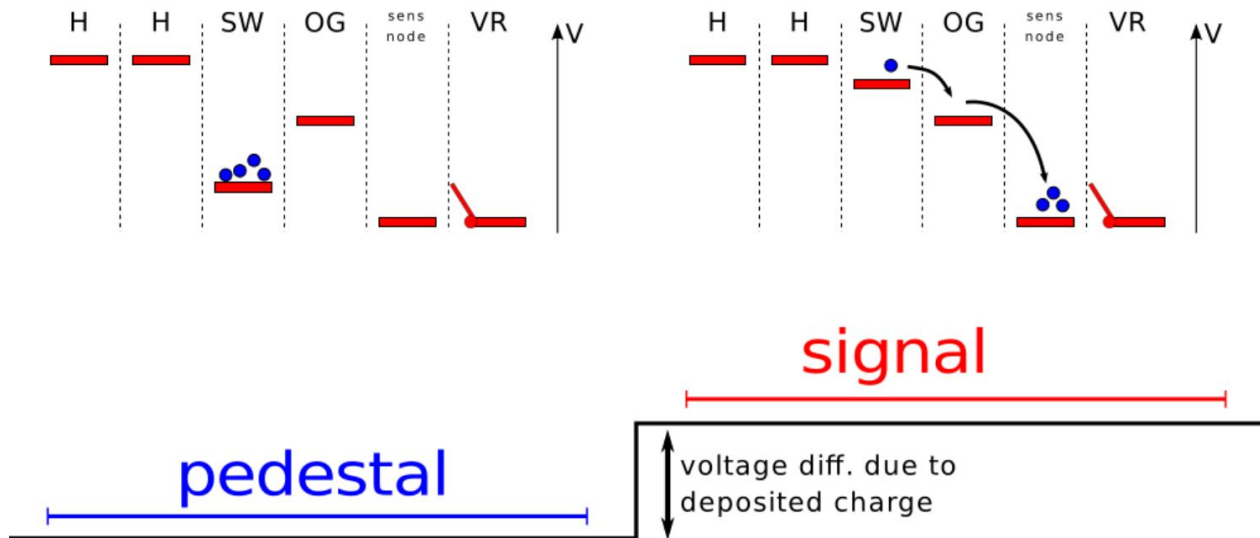 H H SW OG sens node VR V
H H SW OG sens node VR V
signal
pedestal
voltage diff. due to
deposited charge